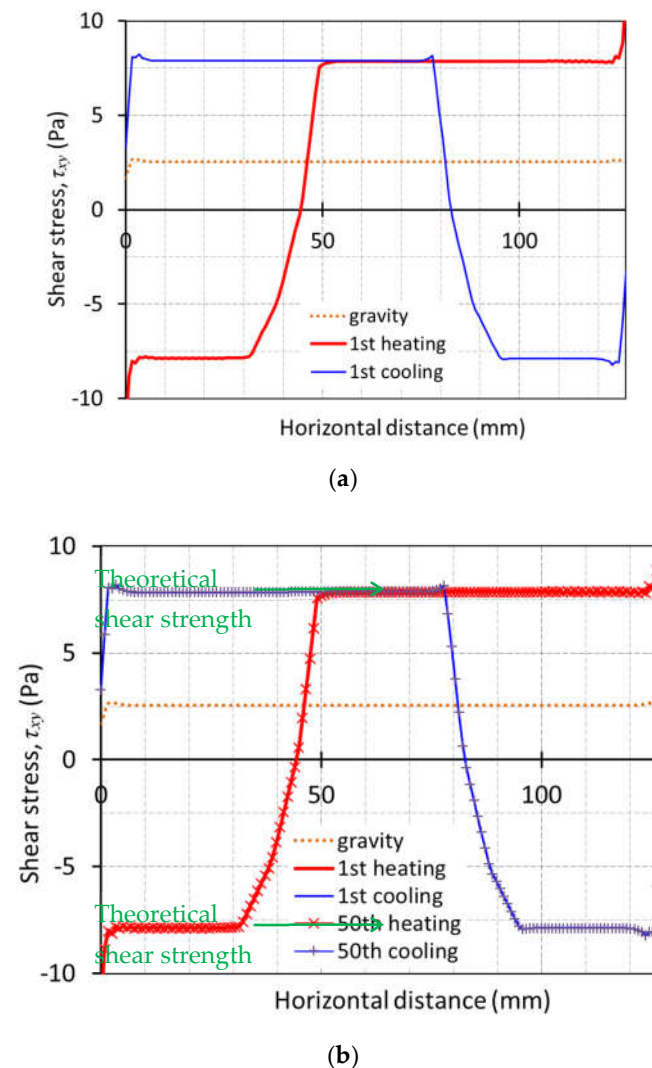 10
5
0
-5
-10
0
50
100
Shear stress, τxy (Pa)
gravity
1st heating
1st cooling
Horizontal distance (mm)
(a)
10
5
0
-5
-10
0
50
100
Shear stress, τxy (Pa)
Theoretical
shear strength
gravity
1st heating
1st cooling
50th heating
50th cooling
Theoretical
shear strength
Horizontal distance (mm)
(b)